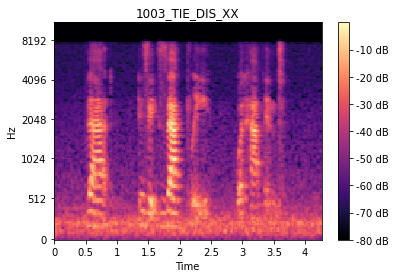 1003_TIE_DIS_XX
8192
4096
2048
1024
512
0
Hz
0 0.5 1 1.5 2 2.5 3 3.5 4
Time
-10 dB
-20 dB
-30 dB
-40 dB
-50 dB
-60 dB
-70 dB
-80 dB